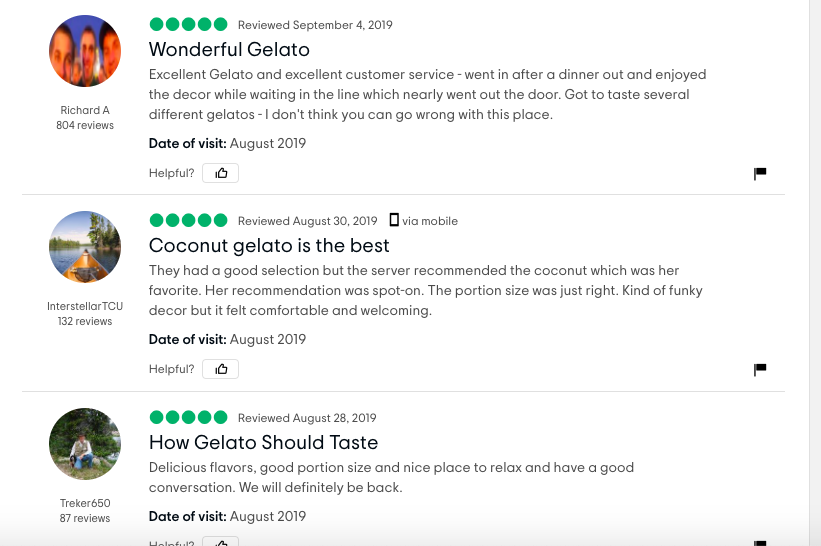 Reviewed September 4, 2019
Wonderful Gelato
Excellent Gelato and excellent customer service - went in after a dinner out and enjoyed
the decor while waiting in the line which nearly went out the door. Got to taste several
different gelatos - I don't think you can go wrong with this place.
Richard A
804 reviews
Date of visit: August 2019
Helpful?
Reviewed August 30, 2019 via mobile
Coconut gelato is the best
They had a good selection but the server recommended the coconut which was her
favorite. Her recommendation was spot-on. The portion size was just right. Kind of funky
decor but it felt comfortable and welcoming.
InterstellarTCU
132 reviews
Date of visit: August 2019
Helpful?
Reviewed August 28, 2019
How Gelato Should Taste
Delicious flavors, good portion size and nice place to relax and have a good
conversation. We will definitely be back.
Treker650
87 reviews
Date of visit: August 2019
Helpful?